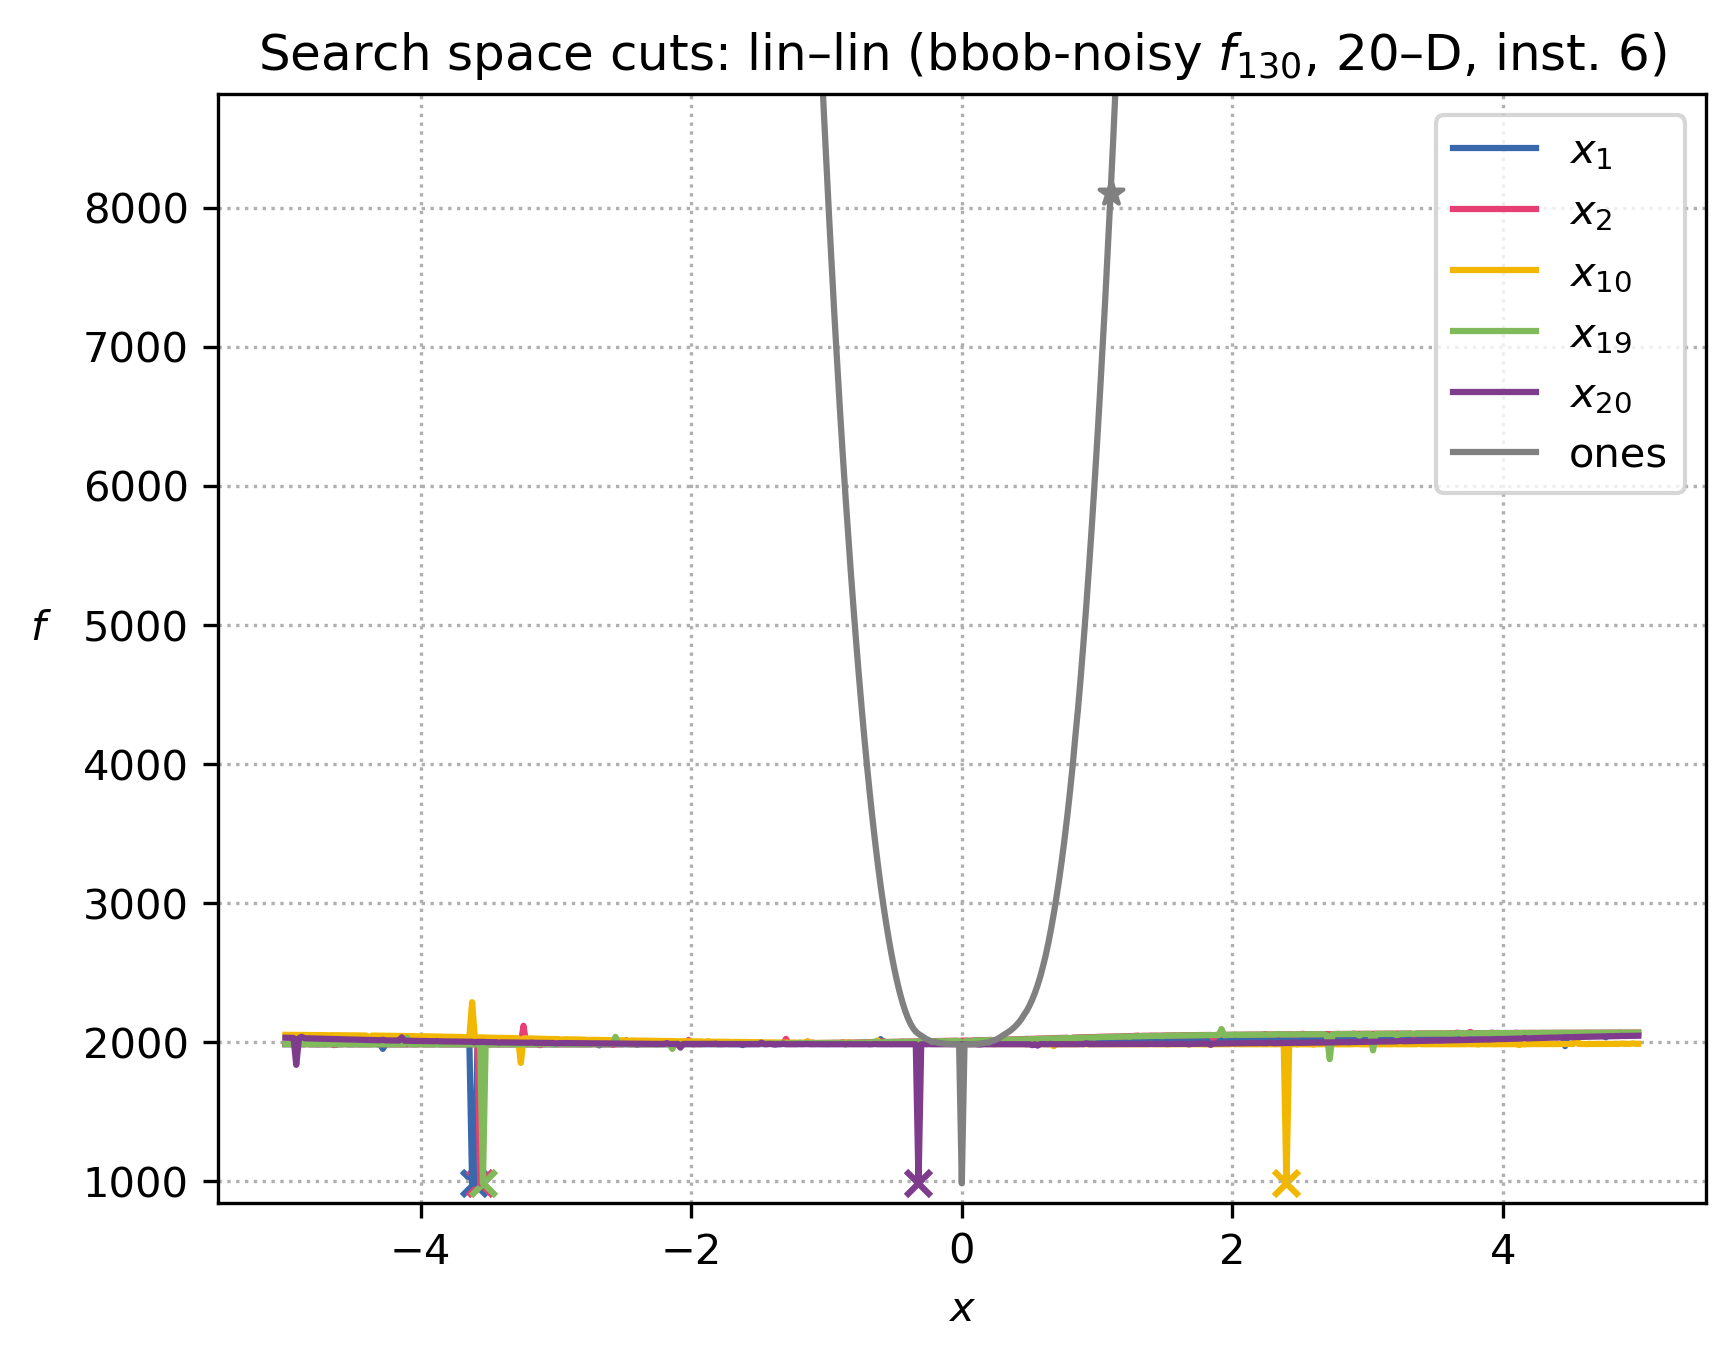 Search space cuts: lin–lin (bbob-noisy f₁₃₀, 20–D, inst. 6)
x₁
x₂
x₁₀
x₁₉
x₂₀
ones
8000
7000
6000
f 5000
4000
3000
2000
1000
−4 −2 0 2 4
x